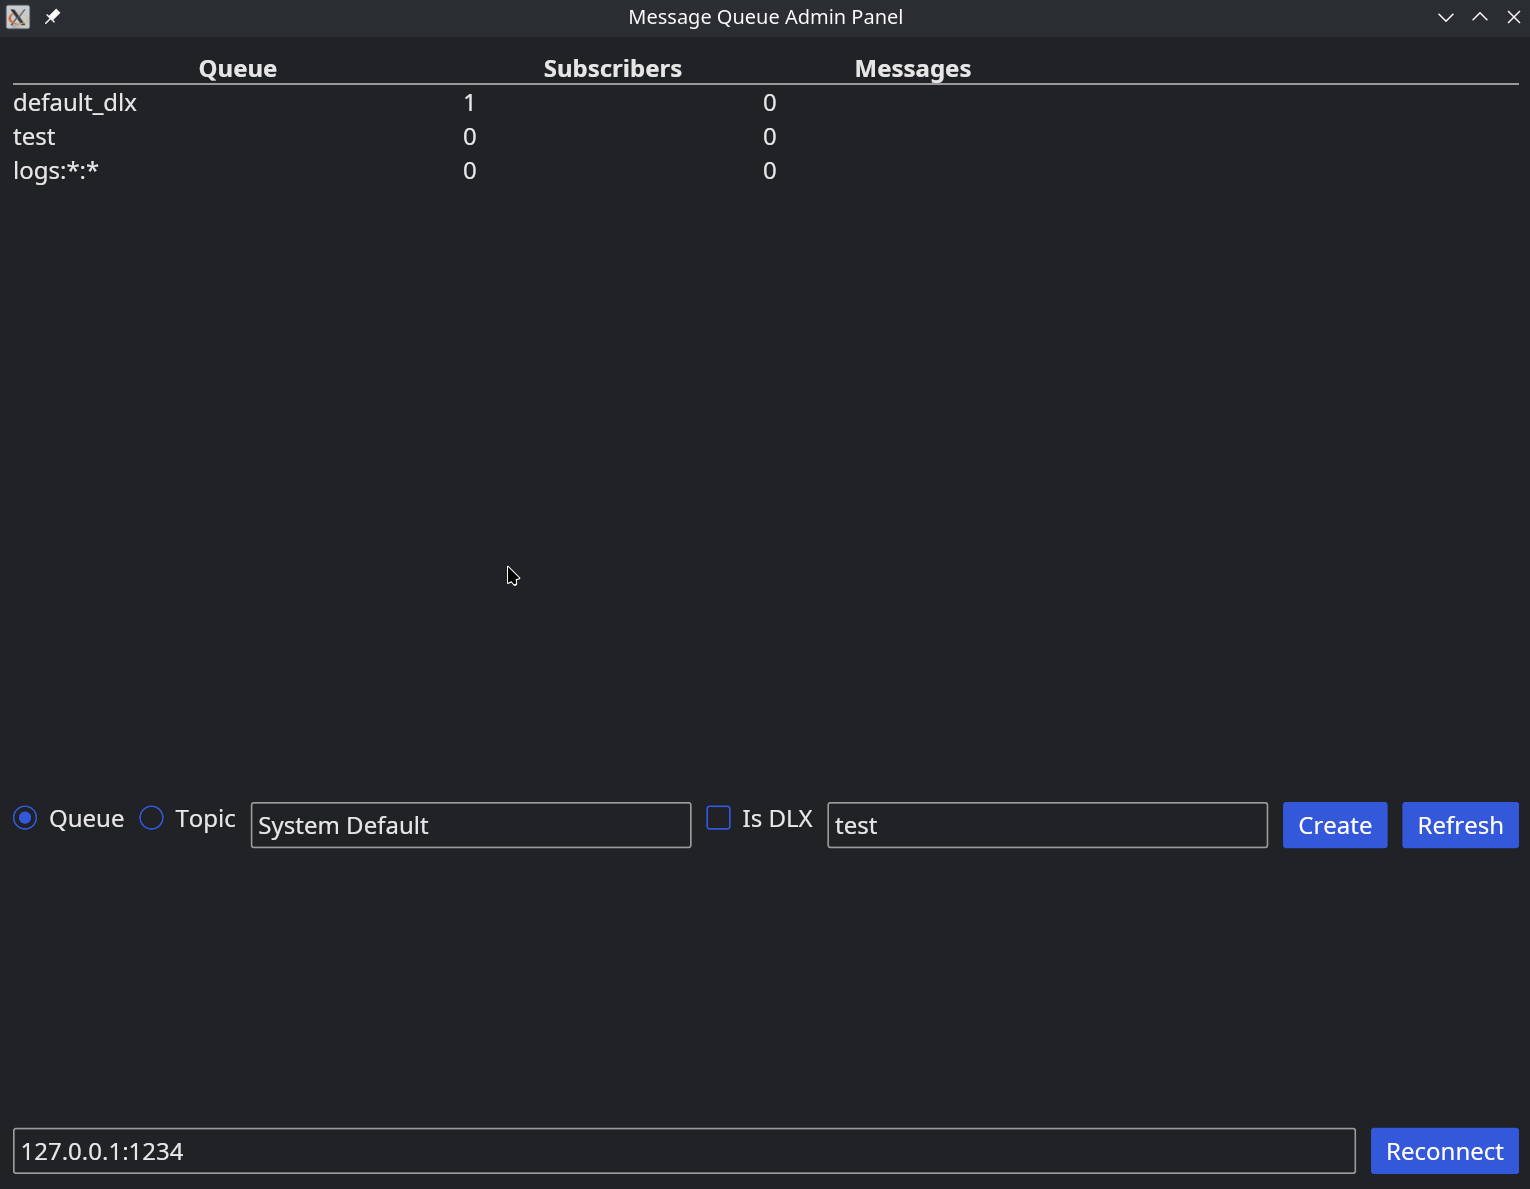 Message Queue Admin Panel
Queue Subscribers Messages
default_dlx 1 0
test 0 0
logs:*:* 0 0
Queue Topic System Default Is DLX test Create Refresh
127.0.0.1:1234 Reconnect